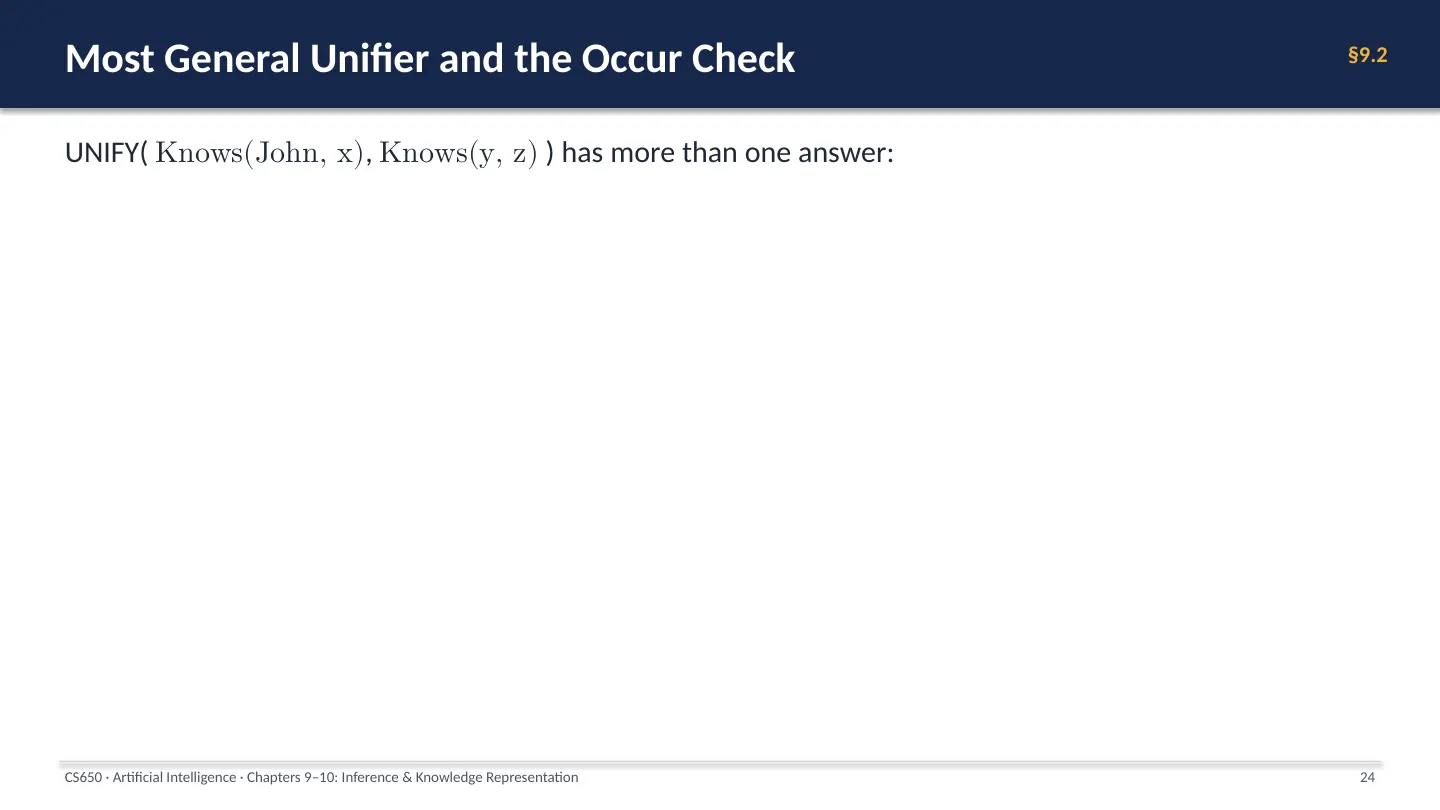 Most General Unifier and the Occur Check
§9.2
UNIFY( Knows(John, x), Knows(y, z) ) has more than one answer:
CS650 · Artificial Intelligence · Chapters 9–10: Inference & Knowledge Representation
24